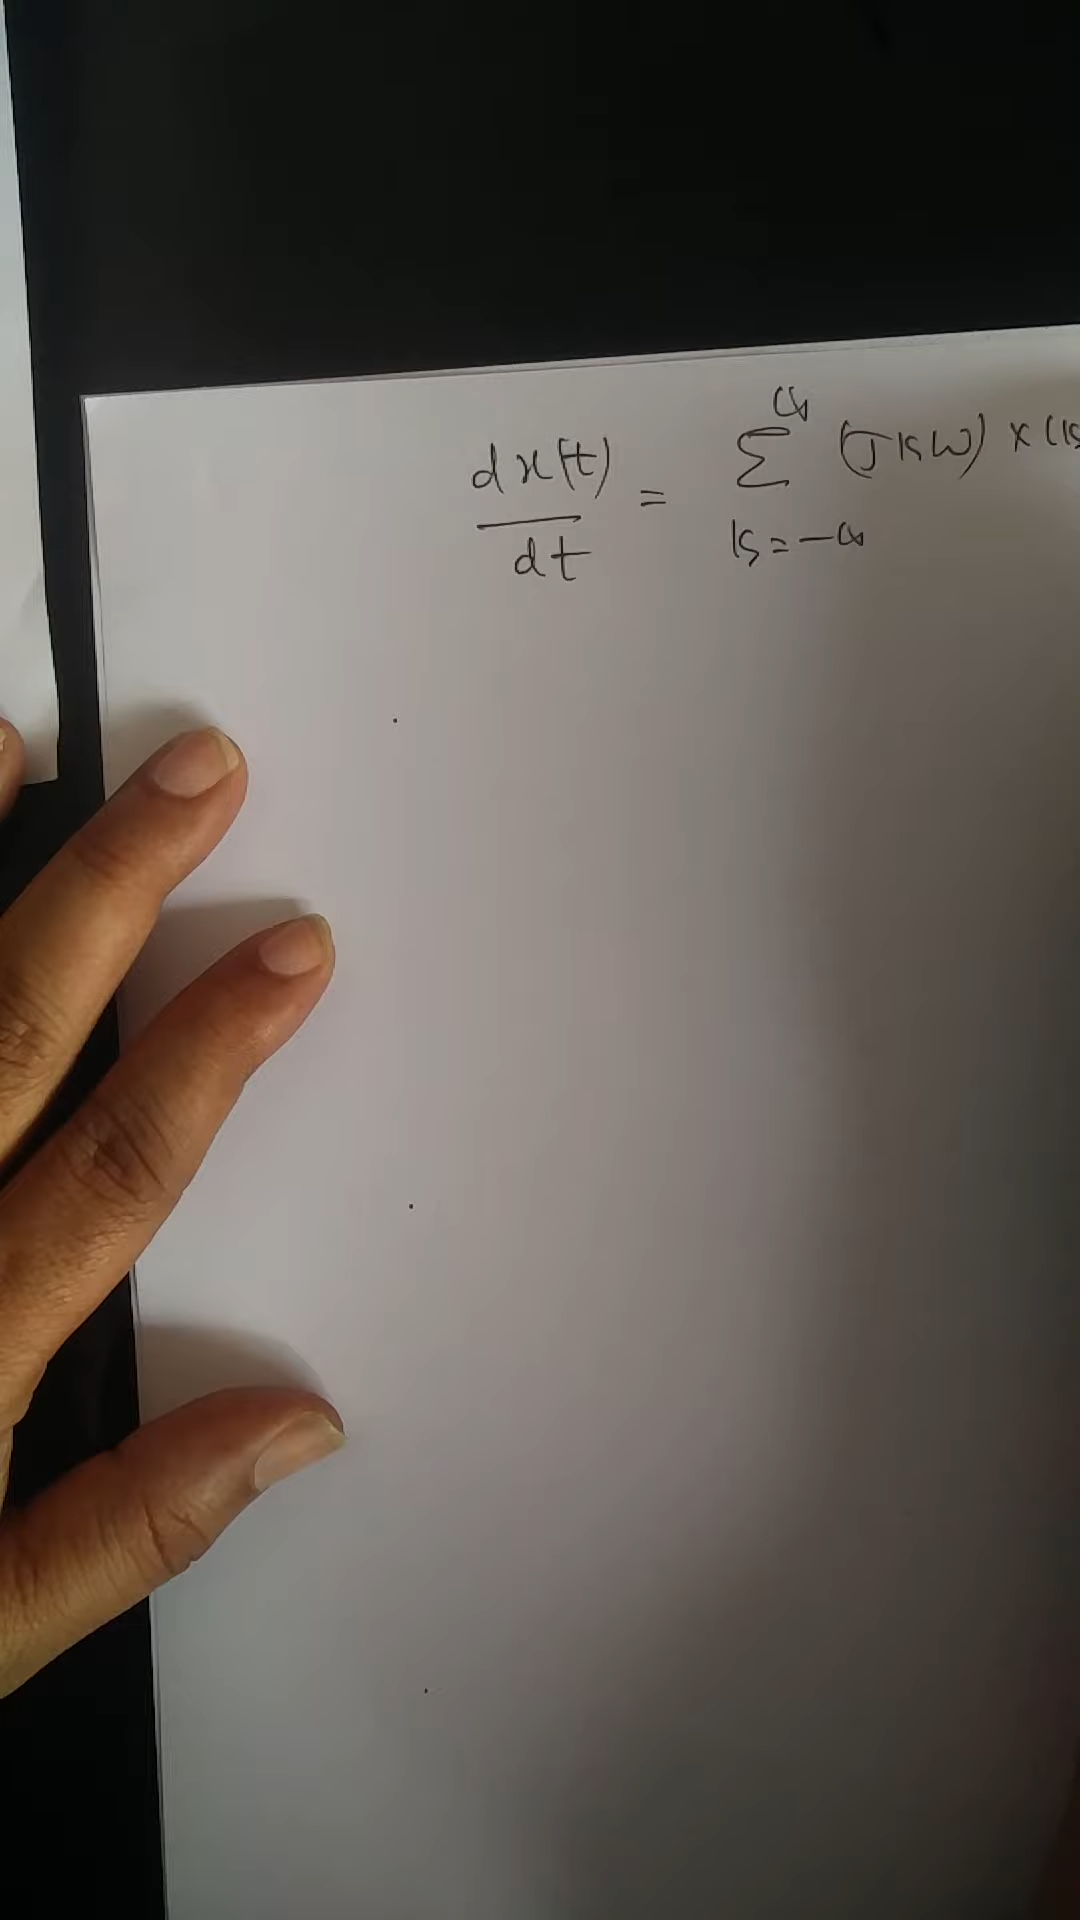 dx(t)/dt = ∑_{k=-∞}^{∞} (jkω) x(k